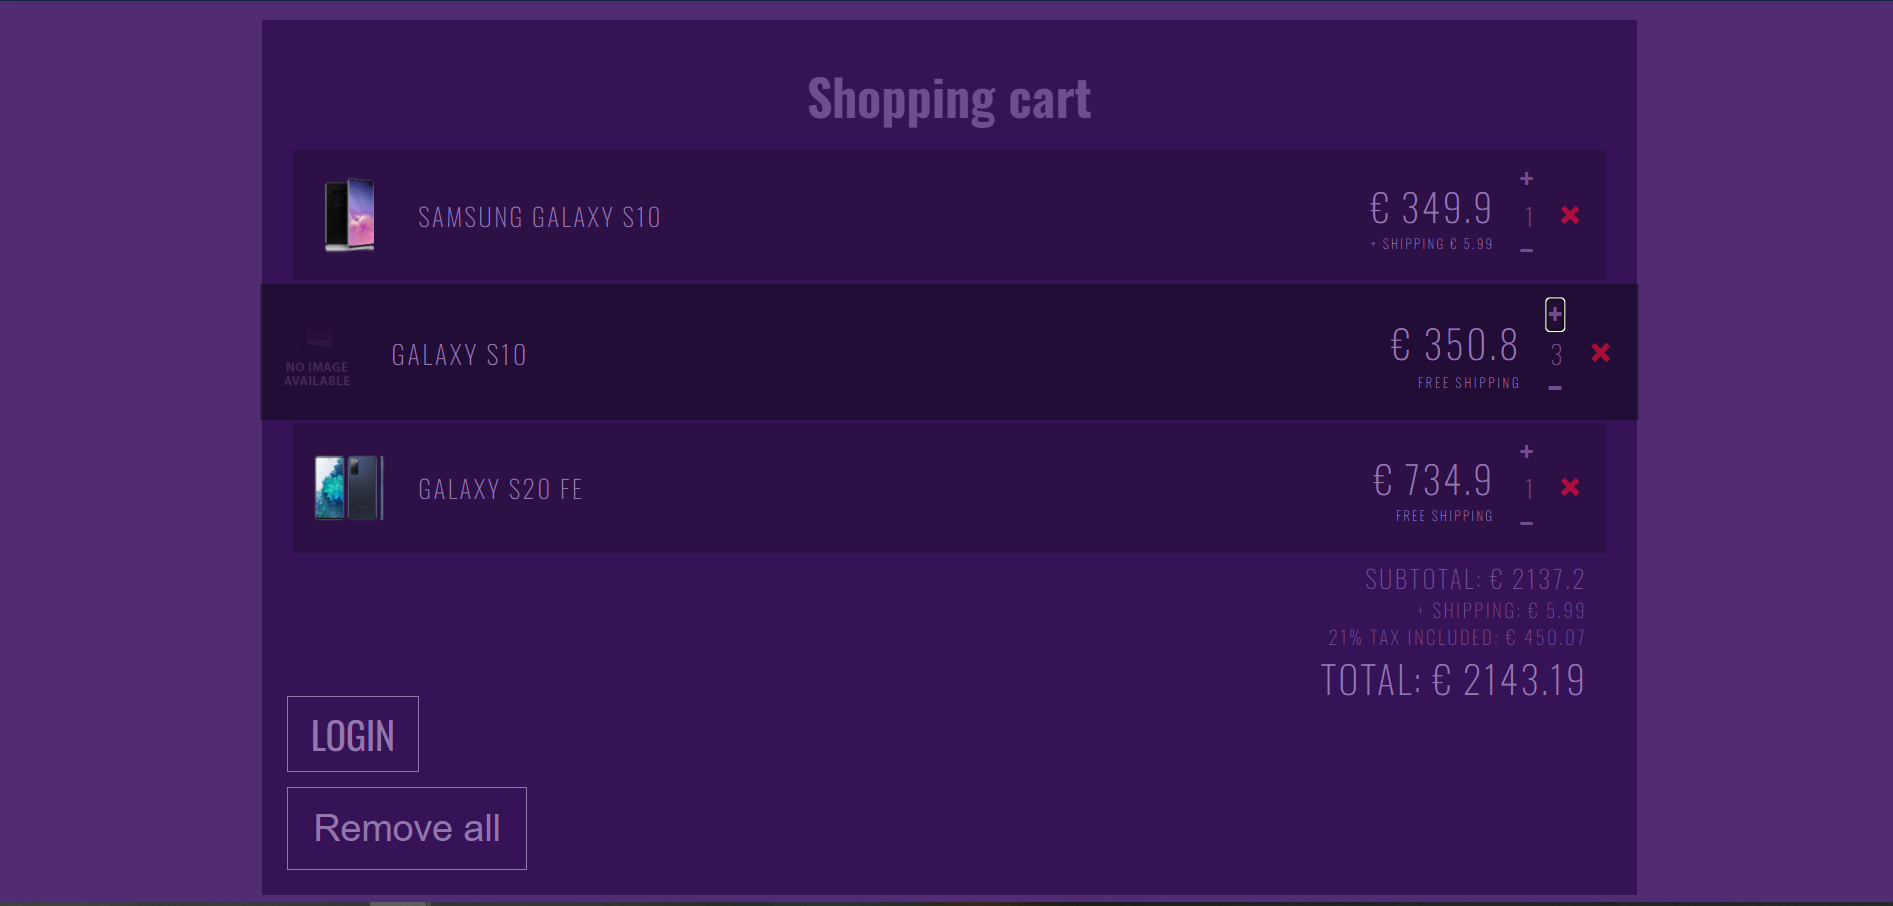 Shopping cart
SAMSUNG GALAXY S10
€ 349.9
+ SHIPPING € 5.99
+
1
−
✖
NO IMAGE
AVAILABLE
GALAXY S10
€ 350.8
FREE SHIPPING
+
3
−
✖
GALAXY S20 FE
€ 734.9
FREE SHIPPING
+
1
−
✖
SUBTOTAL: € 2137.2
+ SHIPPING: € 5.99
21% TAX INCLUDED: € 450.07
TOTAL: € 2143.19
LOGIN
Remove all